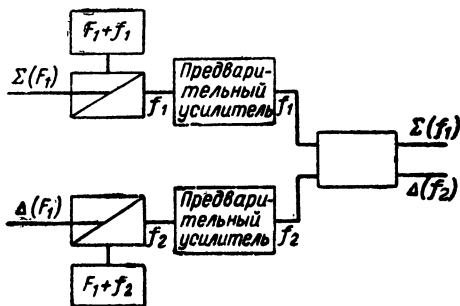 F₁+f₁
Σ(F₁)
f₁
Предвари-
тельный
усилитель
f₁
Σ(f₁)
Δ(f₂)
Δ(F₁)
f₂
Предвари-
тельный
усилитель
f₂
F₁+f₂